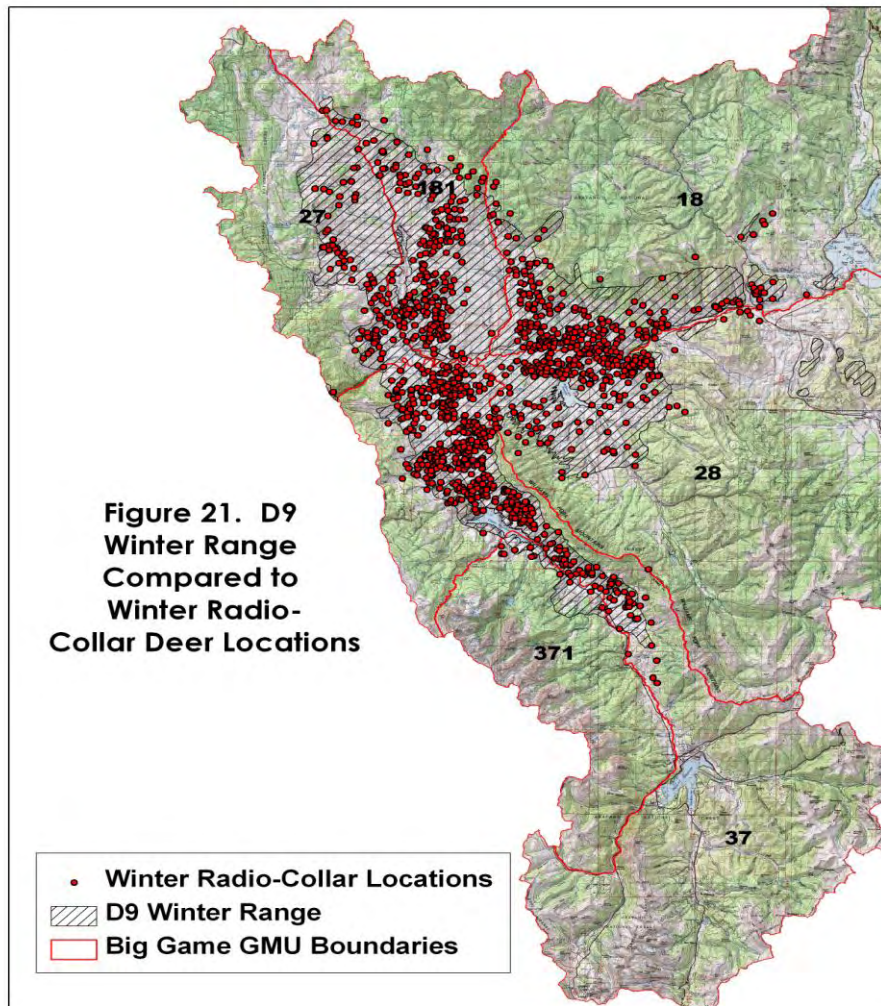 181
18
27
28
Figure 21. D9
Winter Range
Compared to
Winter Radio-
Collar Deer Locations
371
37
Winter Radio-Collar Locations
D9 Winter Range
Big Game GMU Boundaries